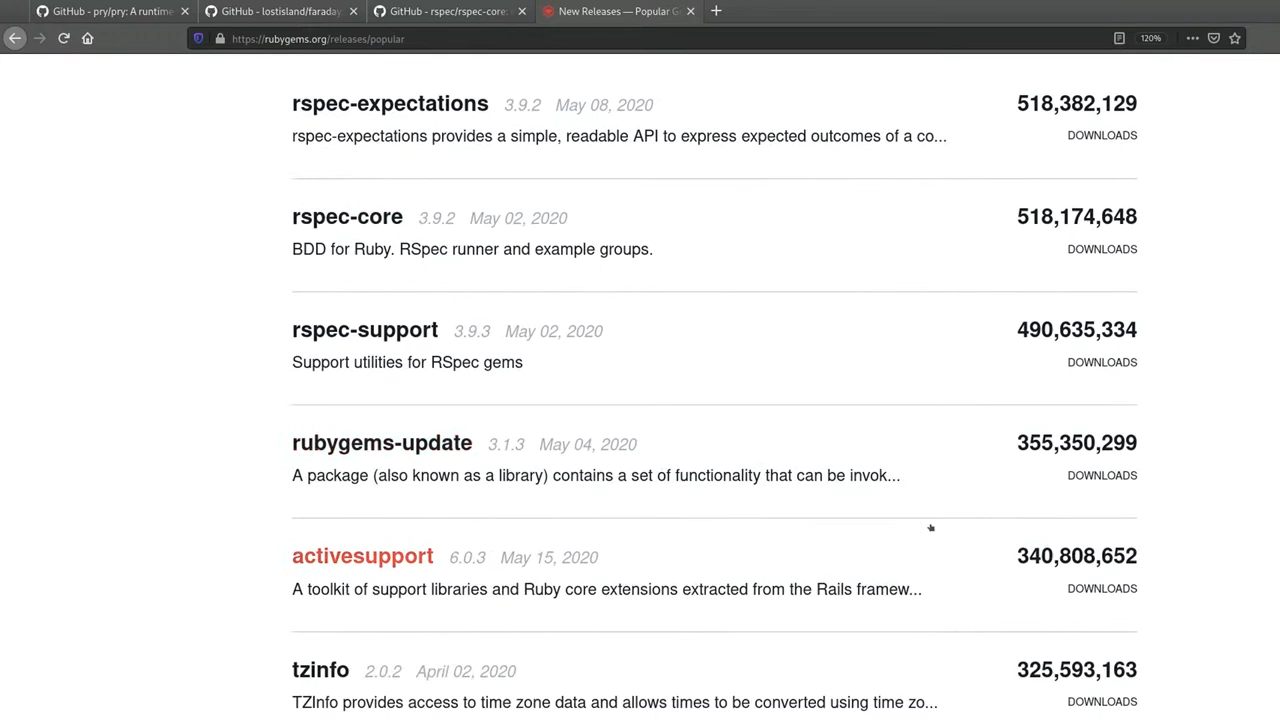 GitHub - pry/pry: A runtime
GitHub - lostisland/faraday
GitHub - rspec/rspec-core:
New Releases — Popular G
https://rubygems.org/releases/popular
120%
rspec-expectations 3.9.2 May 08, 2020 518,382,129
rspec-expectations provides a simple, readable API to express expected outcomes of a co... DOWNLOADS
rspec-core 3.9.2 May 02, 2020 518,174,648
BDD for Ruby. RSpec runner and example groups. DOWNLOADS
rspec-support 3.9.3 May 02, 2020 490,635,334
Support utilities for RSpec gems DOWNLOADS
rubygems-update 3.1.3 May 04, 2020 355,350,299
A package (also known as a library) contains a set of functionality that can be invok... DOWNLOADS
activesupport 6.0.3 May 15, 2020 340,808,652
A toolkit of support libraries and Ruby core extensions extracted from the Rails framew... DOWNLOADS
tzinfo 2.0.2 April 02, 2020 325,593,163
TZInfo provides access to time zone data and allows times to be converted using time zo... DOWNLOADS